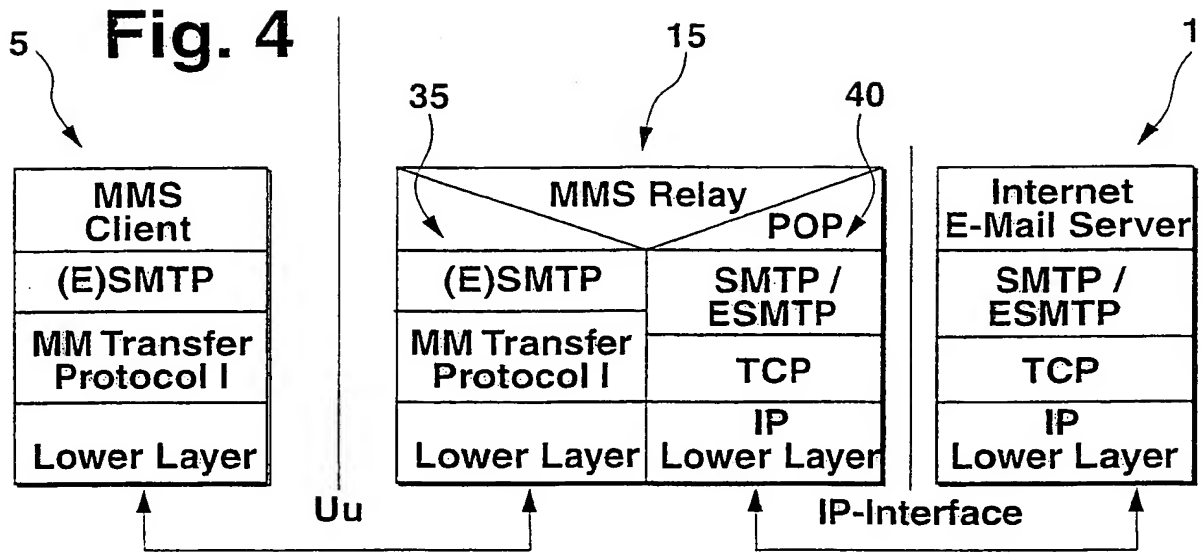 Fig. 4
5
15
1
35
40
MMS
Client
(E)SMTP
MM Transfer
Protocol I
Lower Layer
MMS Relay
POP
(E)SMTP
MM Transfer
Protocol I
Lower Layer
SMTP /
ESMTP
TCP
IP
Lower Layer
Internet
E-Mail Server
SMTP /
ESMTP
TCP
IP
Lower Layer
Uu
IP-Interface